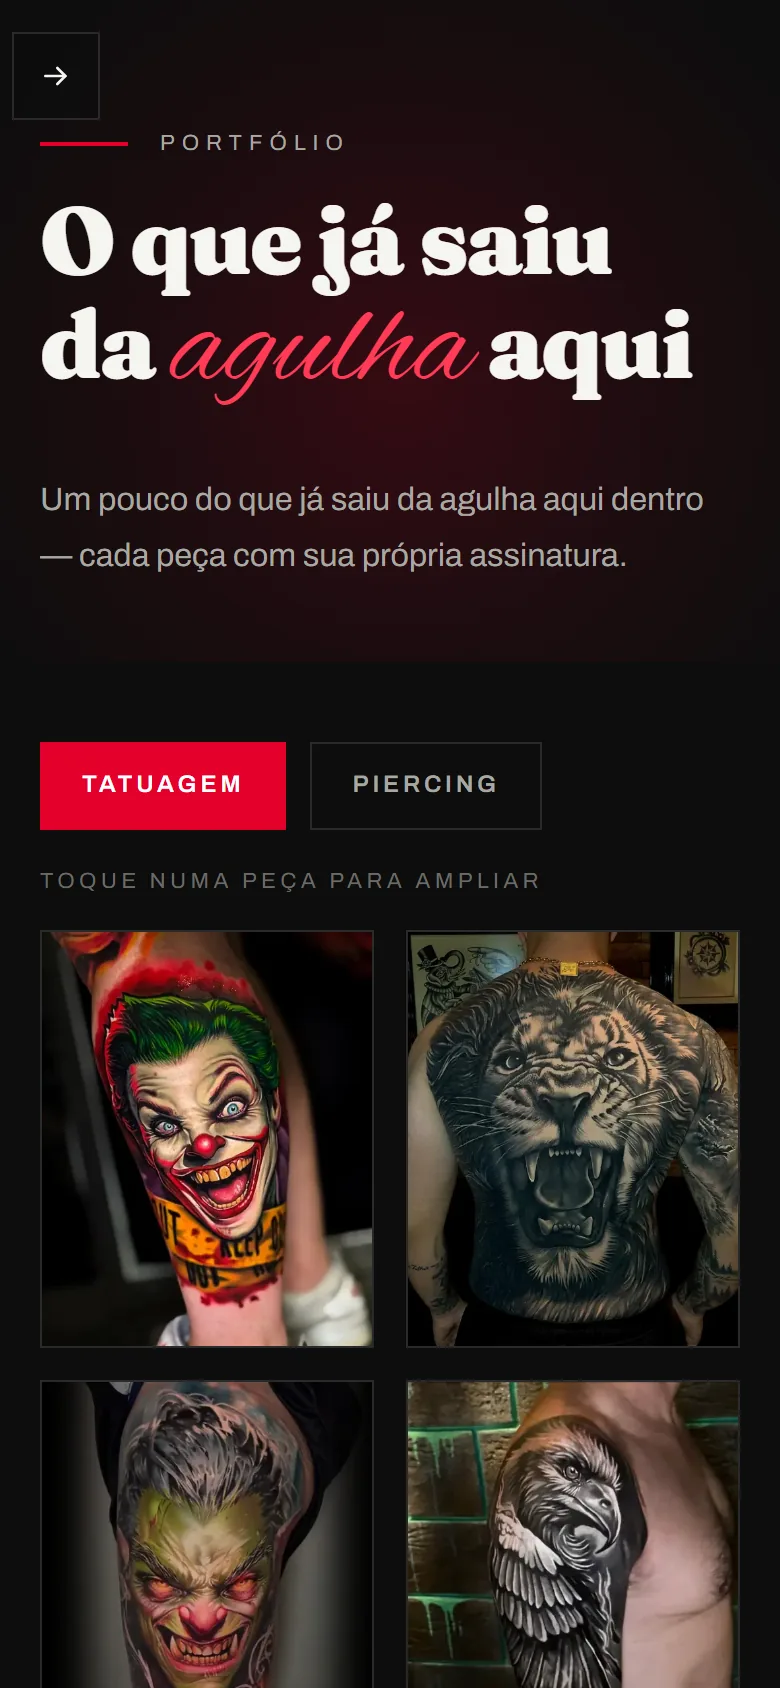 PORTFÓLIO
O que já saiu
da agulha aqui
Um pouco do que já saiu da agulha aqui dentro
— cada peça com sua própria assinatura.
TATUAGEM
PIERCING
TOQUE NUMA PEÇA PARA AMPLIAR